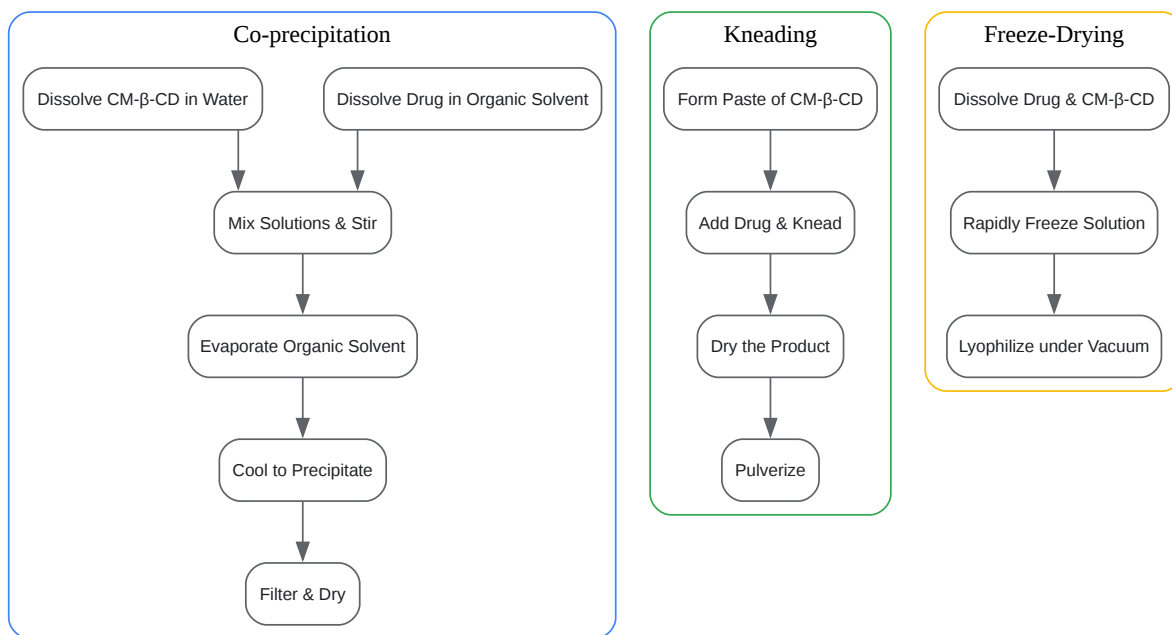 Co-precipitation
Dissolve CM-β-CD in Water
Dissolve Drug in Organic Solvent
Mix Solutions & Stir
Evaporate Organic Solvent
Cool to Precipitate
Filter & Dry
Kneading
Form Paste of CM-β-CD
Add Drug & Knead
Dry the Product
Pulverize
Freeze-Drying
Dissolve Drug & CM-β-CD
Rapidly Freeze Solution
Lyophilize under Vacuum